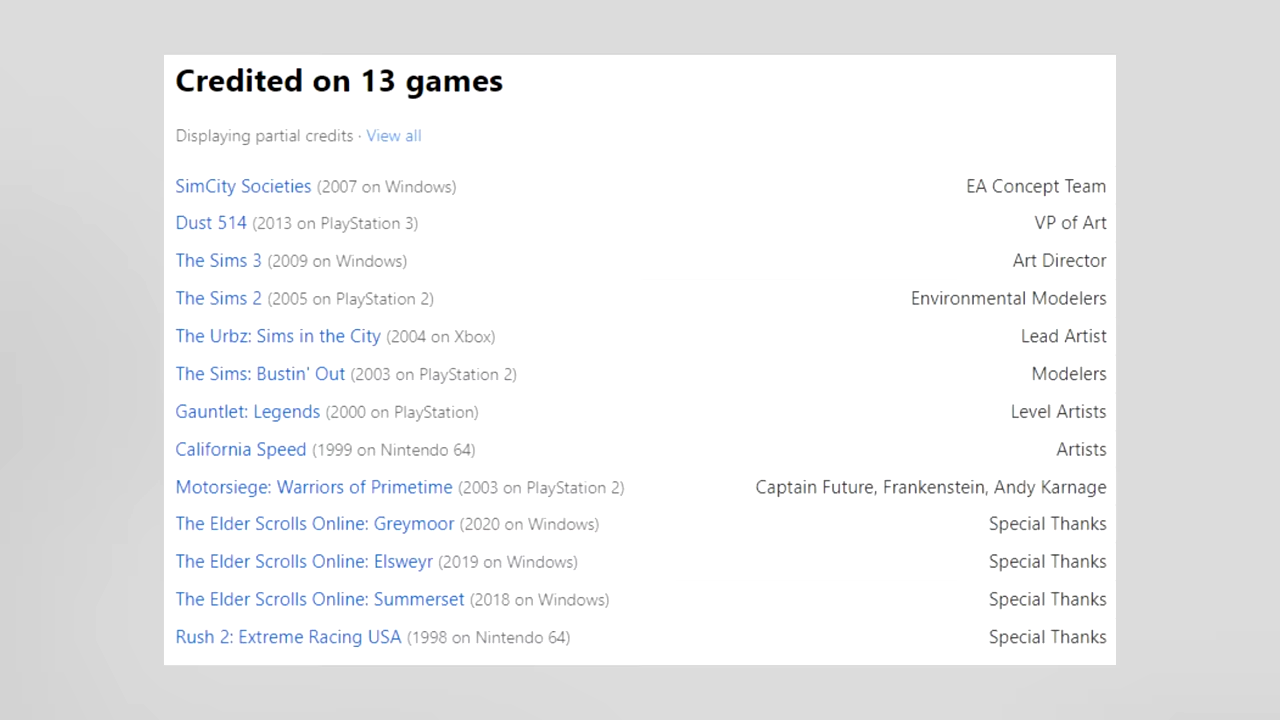 Credited on 13 games
Displaying partial credits · View all
SimCity Societies (2007 on Windows) EA Concept Team
Dust 514 (2013 on PlayStation 3) VP of Art
The Sims 3 (2009 on Windows) Art Director
The Sims 2 (2005 on PlayStation 2) Environmental Modelers
The Urbz: Sims in the City (2004 on Xbox) Lead Artist
The Sims: Bustin' Out (2003 on PlayStation 2) Modelers
Gauntlet: Legends (2000 on PlayStation) Level Artists
California Speed (1999 on Nintendo 64) Artists
Motorsiege: Warriors of Primetime (2003 on PlayStation 2) Captain Future, Frankenstein, Andy Karnage
The Elder Scrolls Online: Greymoor (2020 on Windows) Special Thanks
The Elder Scrolls Online: Elsweyr (2019 on Windows) Special Thanks
The Elder Scrolls Online: Summerset (2018 on Windows) Special Thanks
Rush 2: Extreme Racing USA (1998 on Nintendo 64) Special Thanks